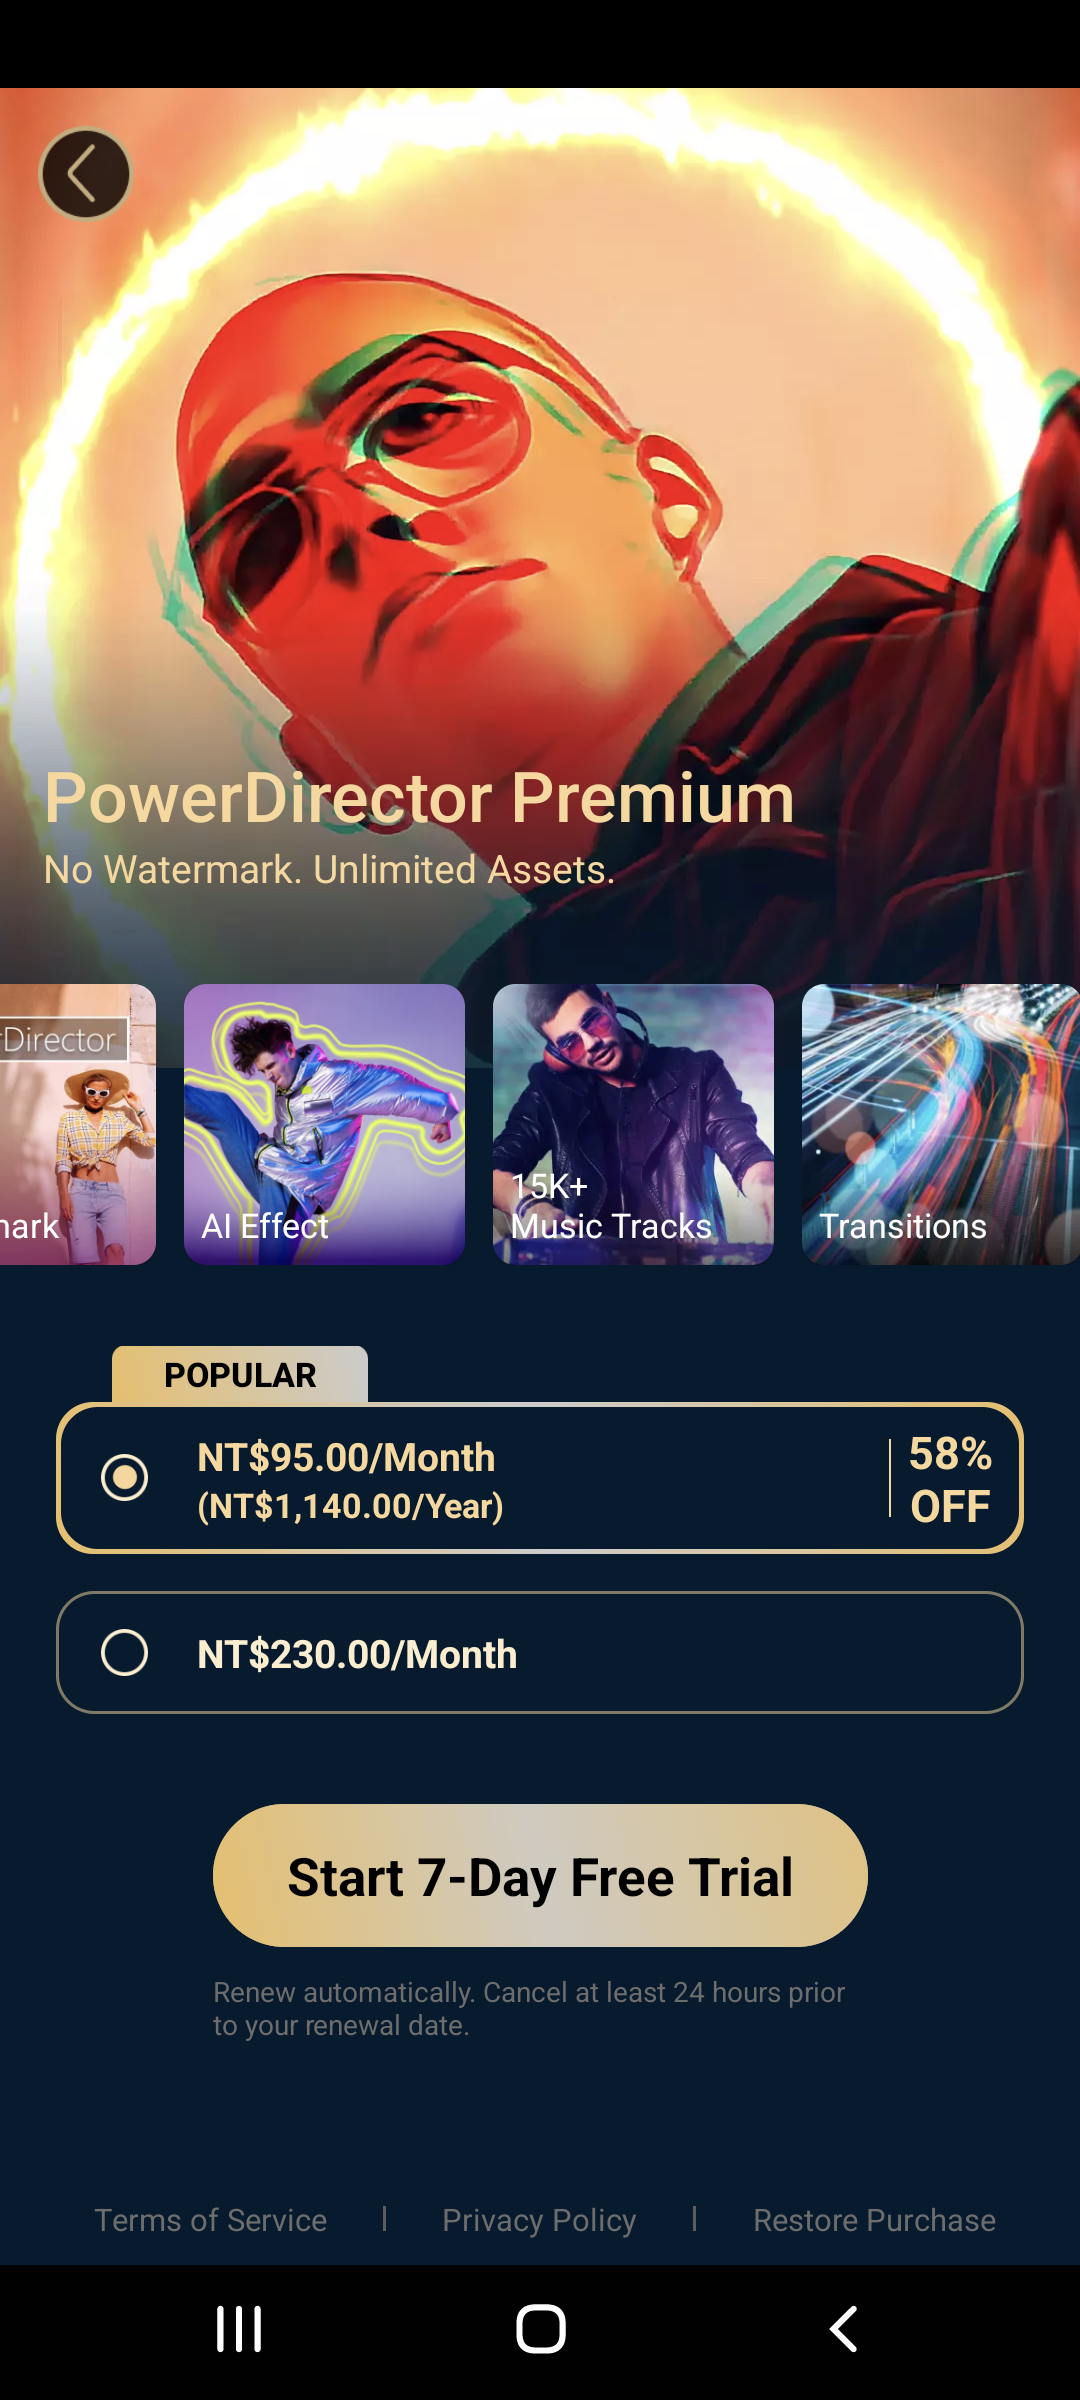 PowerDirector Premium
No Watermark. Unlimited Assets.
Director
AI Effect
15K+
Music Tracks
Transitions
POPULAR
NT$95.00/Month
(NT$1,140.00/Year)
58%
OFF
NT$230.00/Month
Start 7-Day Free Trial
Renew automatically. Cancel at least 24 hours prior
to your renewal date.
Terms of Service | Privacy Policy | Restore Purchase